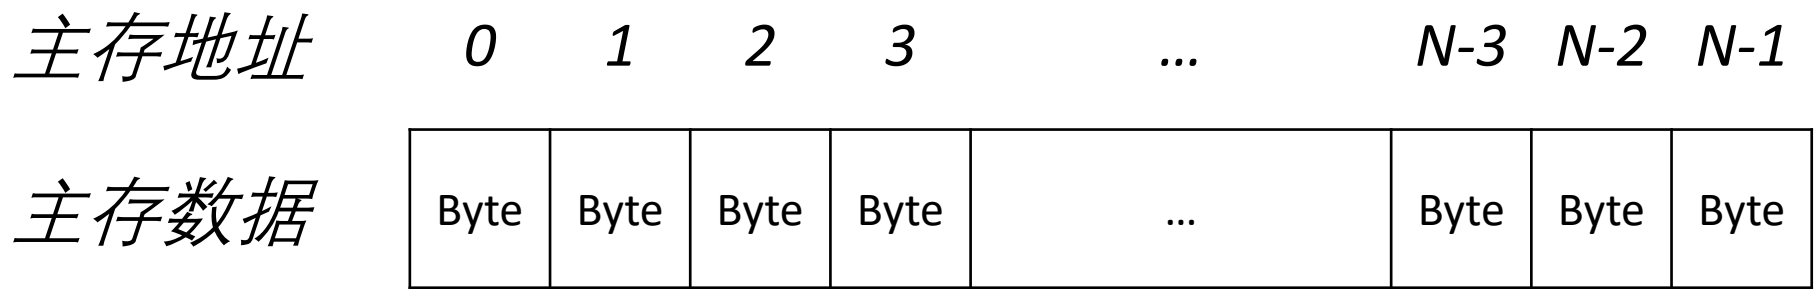 主存地址 0 1 2 3 … N-3 N-2 N-1
主存数据 Byte Byte Byte Byte … Byte Byte Byte